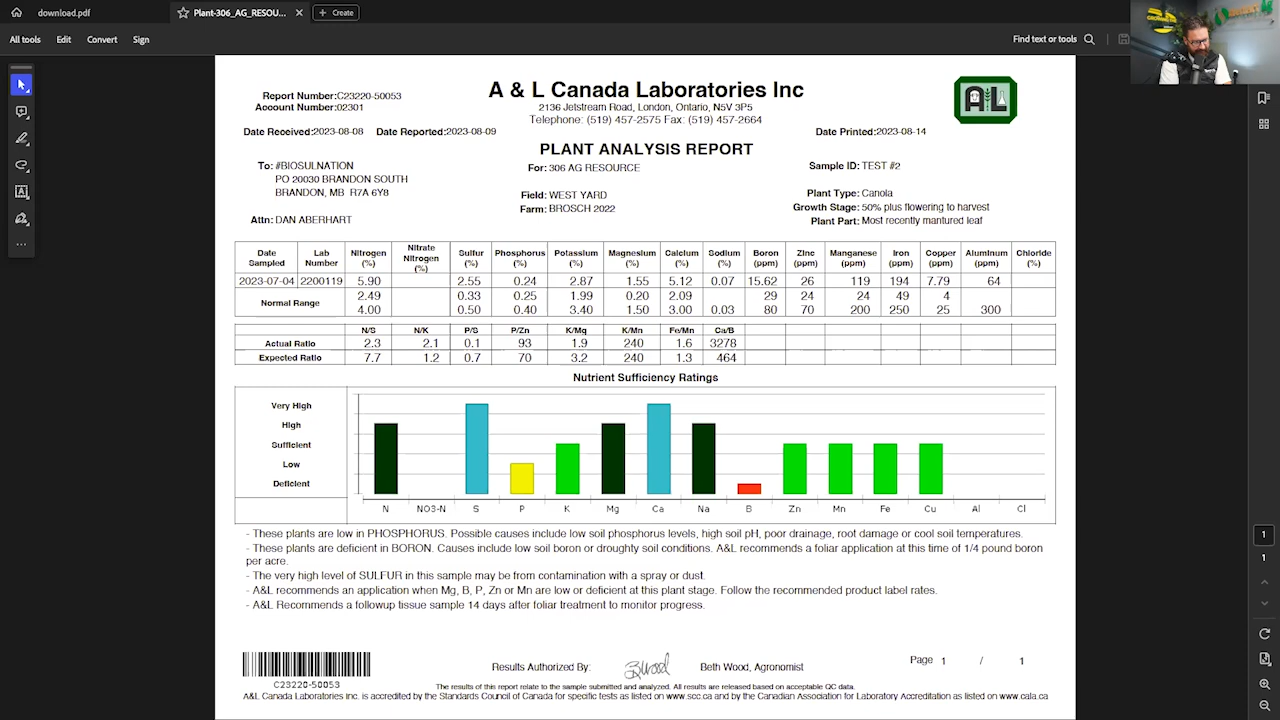 download.pdf
Plant-306_AG_RESOU...
Create
All tools
Edit
Convert
Sign
Find text or tools
Report Number:C23220-50053
Account Number:02301
A & L Canada Laboratories Inc
2136 Jetstream Road, London, Ontario, N5V 3P5
Telephone: (519) 457-2575 Fax: (519) 457-2664
A L
Date Received:2023-08-08 Date Reported:2023-08-09
Date Printed:2023-08-14
PLANT ANALYSIS REPORT
To: #BIOSULNATION
PO 20030 BRANDON SOUTH
BRANDON, MB R7A 6Y8
Attn: DAN ABERHART
For: 306 AG RESOURCE
Field: WEST YARD
Farm: BROSCH 2022
Sample ID: TEST #2
Plant Type: Canola
Growth Stage: 50% plus flowering to harvest
Plant Part: Most recently mantured leaf
Date Sampled Lab Number Nitrogen (%) Nitrate Nitrogen (%) Sulfur (%) Phosphorus (%) Potassium (%) Magnesium (%) Calcium (%) Sodium (%) Boron (ppm) Zinc (ppm) Manganese (ppm) Iron (ppm) Copper (ppm) Aluminum (ppm) Chloride (%)
2023-07-04 2200119 5.90 2.55 0.24 2.87 1.55 5.12 0.07 15.62 26 119 194 7.79 64
Normal Range
2.49 0.33 0.25 1.99 0.20 2.09 29 24 24 49 4
4.00 0.50 0.40 3.40 1.50 3.00 0.03 80 70 200 250 25 300
N/S N/K P/S P/Zn K/Mg K/Mn Fe/Mn Ca/B
Actual Ratio 2.3 2.1 0.1 93 1.9 240 1.6 3278
Expected Ratio 7.7 1.2 0.7 70 3.2 240 1.3 464
Nutrient Sufficiency Ratings
Very High
High
Sufficient
Low
Deficient
N NO3-N S P K Mg Ca Na B Zn Mn Fe Cu Al Cl
- These plants are low in PHOSPHORUS. Possible causes include low soil phosphorus levels, high soil pH, poor drainage, root damage or cool soil temperatures.
- These plants are deficient in BORON. Causes include low soil boron or droughty soil conditions. A&L recommends a foliar application at this time of 1/4 pound boron
per acre.
- The very high level of SULFUR in this sample may be from contamination with a spray or dust.
- A&L recommends an application when Mg, B, P, Zn or Mn are low or deficient at this plant stage. Follow the recommended product label rates.
- A&L Recommends a followup tissue sample 14 days after foliar treatment to monitor progress.
C23220-50053
Results Authorized By:
BWood
Beth Wood, Agronomist
Page 1 / 1
The results of this report relate to the sample submitted and analyzed. All results are released based on acceptable QC data.
A&L Canada Laboratories Inc. is accredited by the Standards Council of Canada for specific tests as listed on www.scc.ca and by the Canadian Association for Laboratory Accreditation as listed on www.cala.ca
1
1